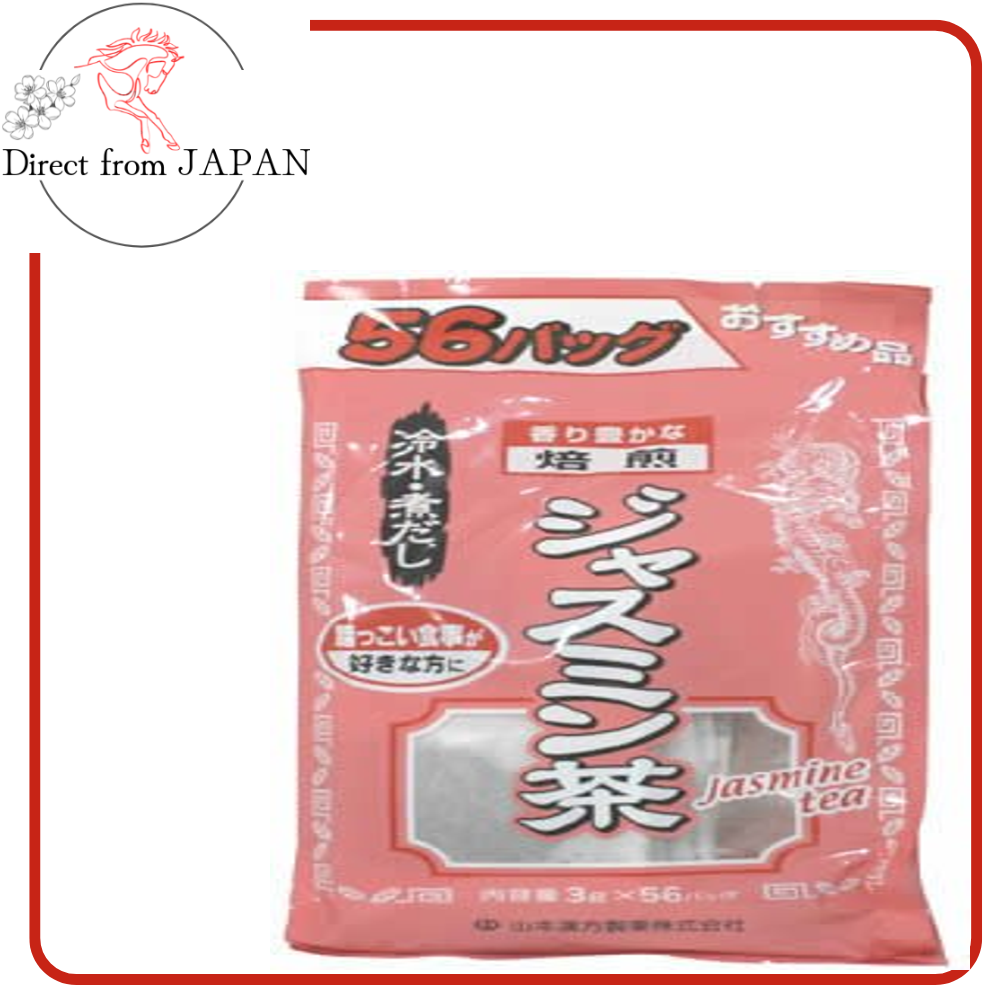 Direct from JAPAN
56バッグ
おすすめ品
香り豊かな
焙煎
冷水・煮だし
ジャスミン茶
脂っこい食事が
好きな方に
jasmine
tea
内容量 3g×56バッグ
山本漢方製薬株式会社